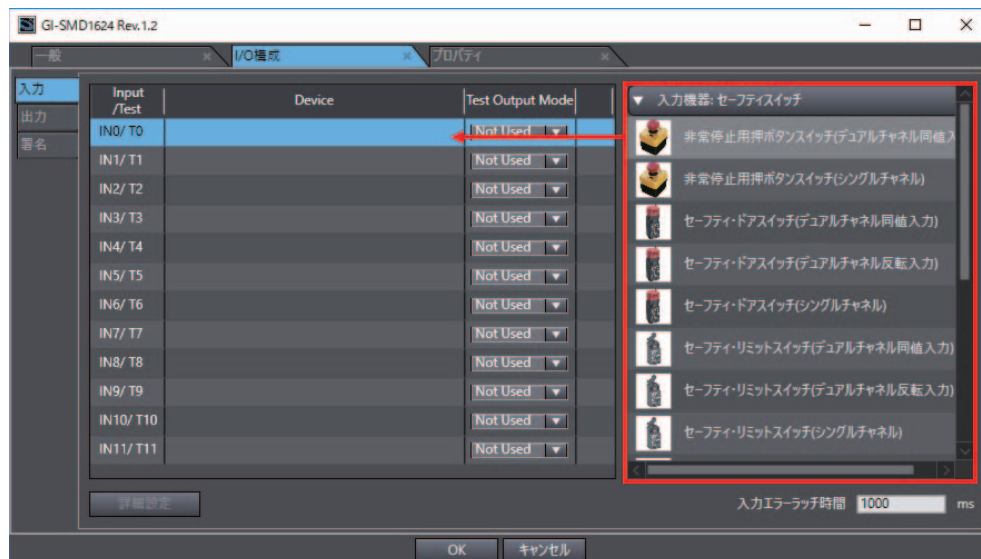 GI-SMD1624 Rev.1.2
一般 I/O構成 プロパティ
入力
出力
署名
Input /Test Device Test Output Mode
IN0/ T0 Not Used
IN1/ T1 Not Used
IN2/ T2 Not Used
IN3/ T3 Not Used
IN4/ T4 Not Used
IN5/ T5 Not Used
IN6/ T6 Not Used
IN7/ T7 Not Used
IN8/ T8 Not Used
IN9/ T9 Not Used
IN10/ T10 Not Used
IN11/ T11 Not Used
入力機器: セーフティスイッチ
非常停止用押ボタンスイッチ(デュアルチャネル同値入
非常停止用押ボタンスイッチ(シングルチャネル)
セーフティ・ドアスイッチ(デュアルチャネル同値入力)
セーフティ・ドアスイッチ(デュアルチャネル反転入力)
セーフティ・ドアスイッチ(シングルチャネル)
セーフティ・リミットスイッチ(デュアルチャネル同値入力)
セーフティ・リミットスイッチ(デュアルチャネル反転入力)
セーフティ・リミットスイッチ(シングルチャネル)
詳細設定
入力エラーラッチ時間 1000 ms
OK キャンセル